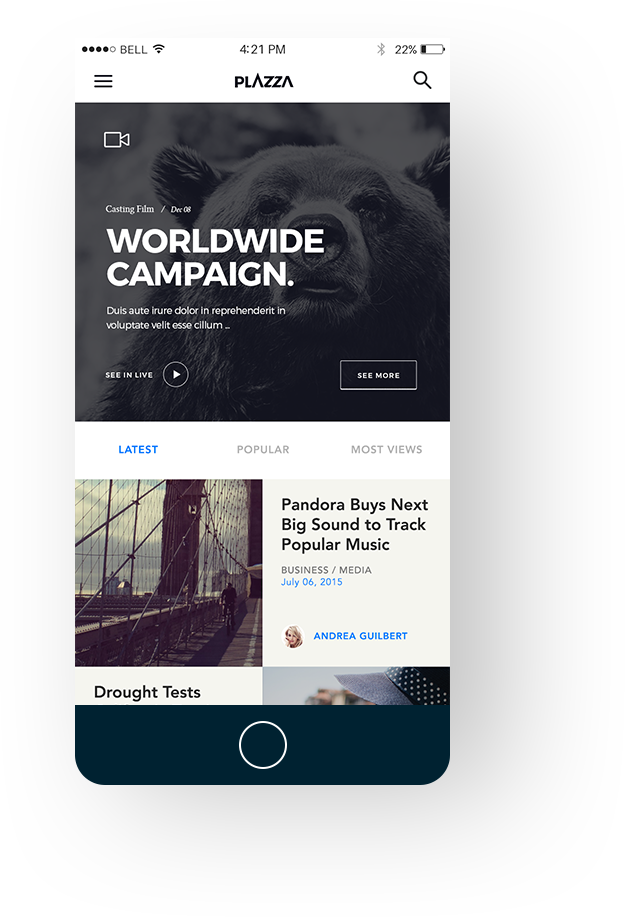 BELL 4:21 PM 22%
PLAZZA
Casting Film / Dec 08
WORLDWIDE
CAMPAIGN.
Duis aute irure dolor in reprehenderit in
voluptate velit esse cillum ...
SEE IN LIVE
SEE MORE
LATEST POPULAR MOST VIEWS
Pandora Buys Next
Big Sound to Track
Popular Music
BUSINESS / MEDIA
July 06, 2015
ANDREA GUILBERT
Drought Tests